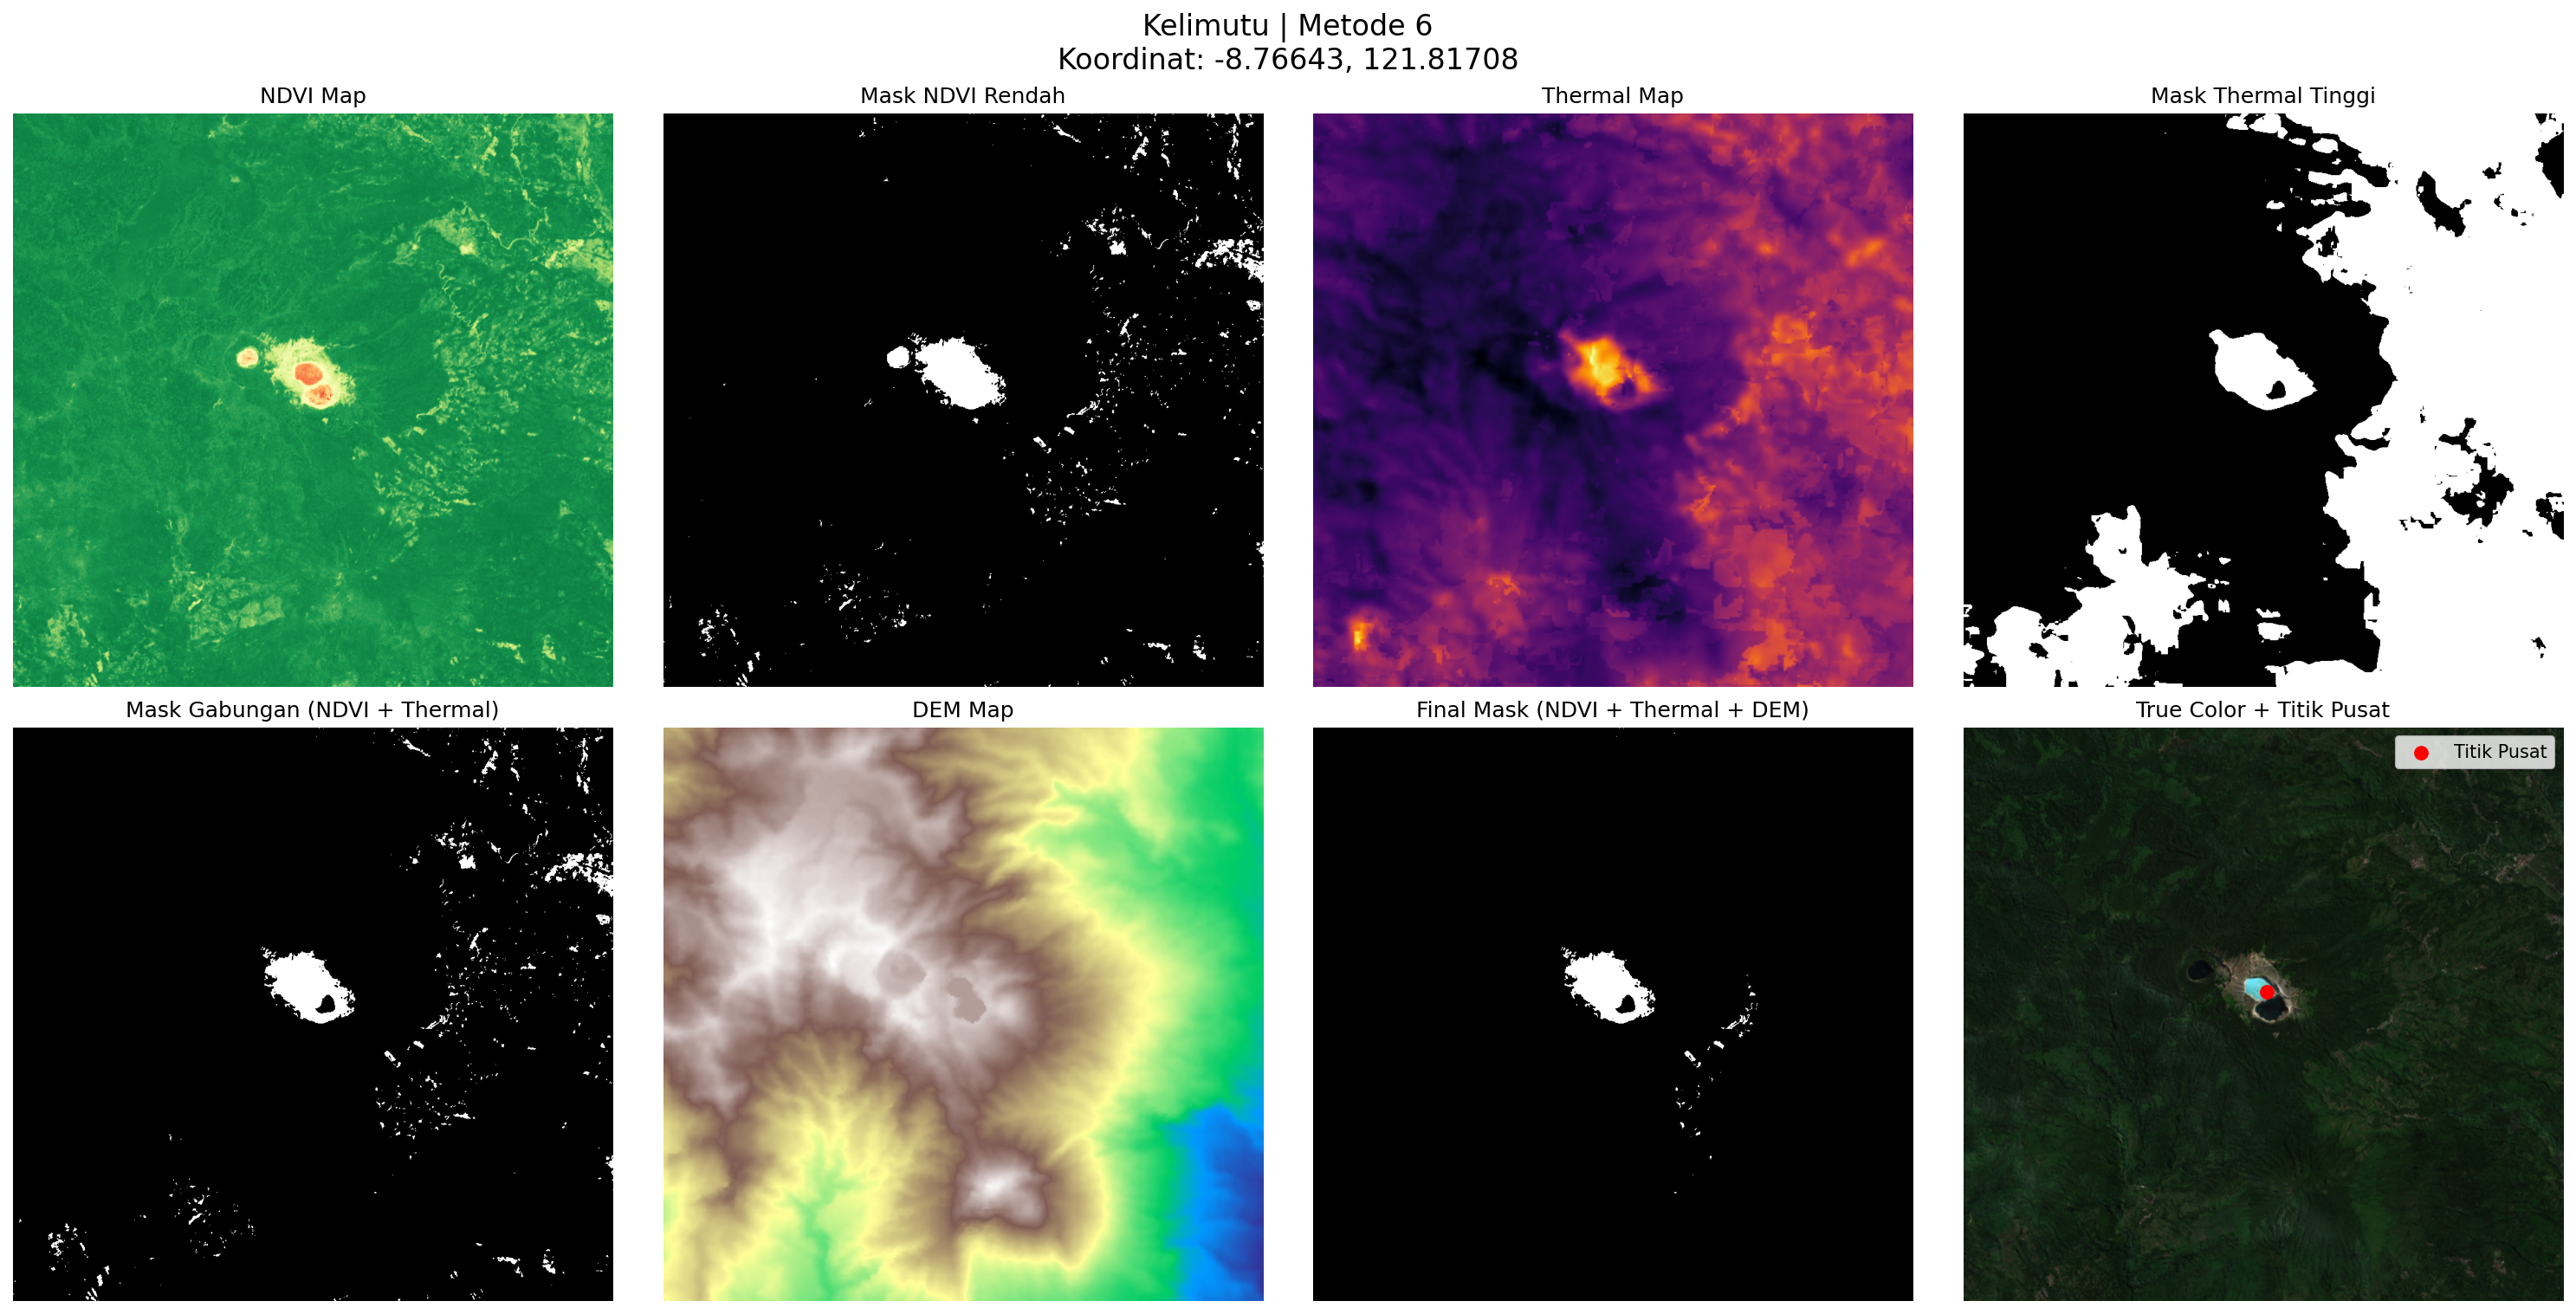 Kelimutu | Metode 6
Koordinat: -8.76643, 121.81708
NDVI Map
Mask NDVI Rendah
Thermal Map
Mask Thermal Tinggi
Mask Gabungan (NDVI + Thermal)
DEM Map
Final Mask (NDVI + Thermal + DEM)
True Color + Titik Pusat
Titik Pusat